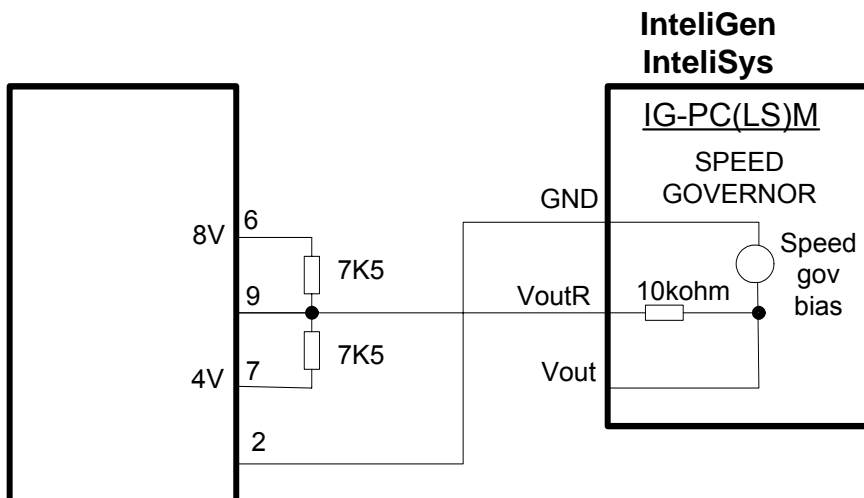 InteliGen
InteliSys
IG-PC(LS)M
SPEED
GOVERNOR
GND
Speed
gov
bias
8V
6
7K5
9
VoutR
10kohm
7K5
4V
7
Vout
2